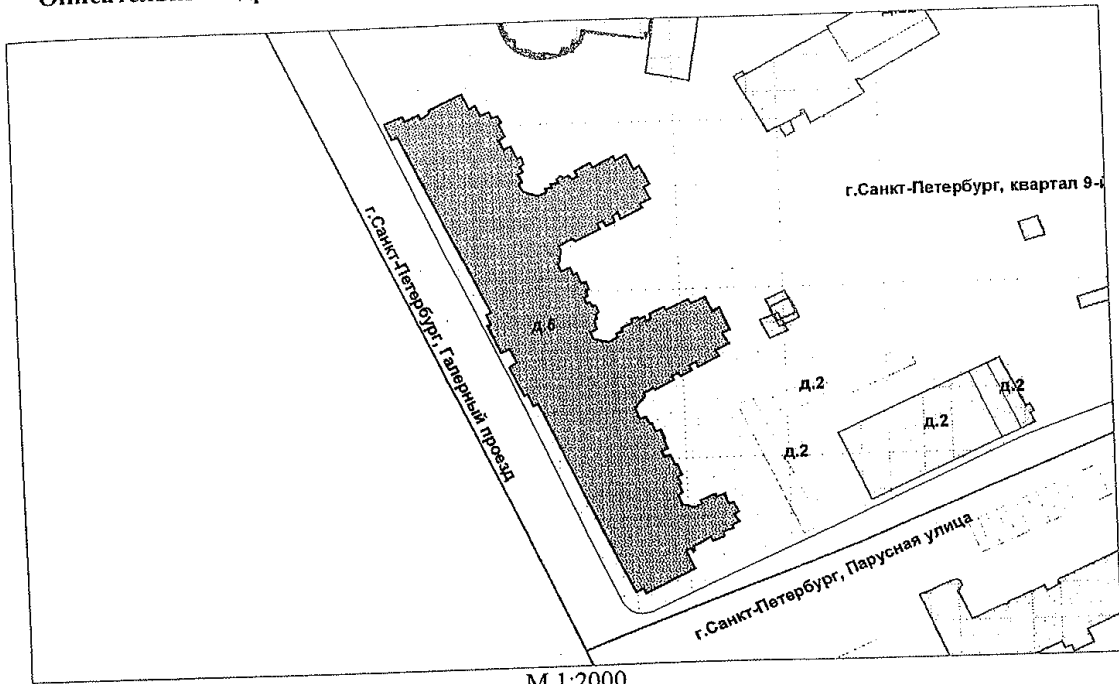 г.Санкт-Петербург, квартал 9-й
г.Санкт-Петербург, Галерный проезд
д.6
д.2
д.2
д.2
д.2
г.Санкт-Петербург, Парусная улица
М 1:2000